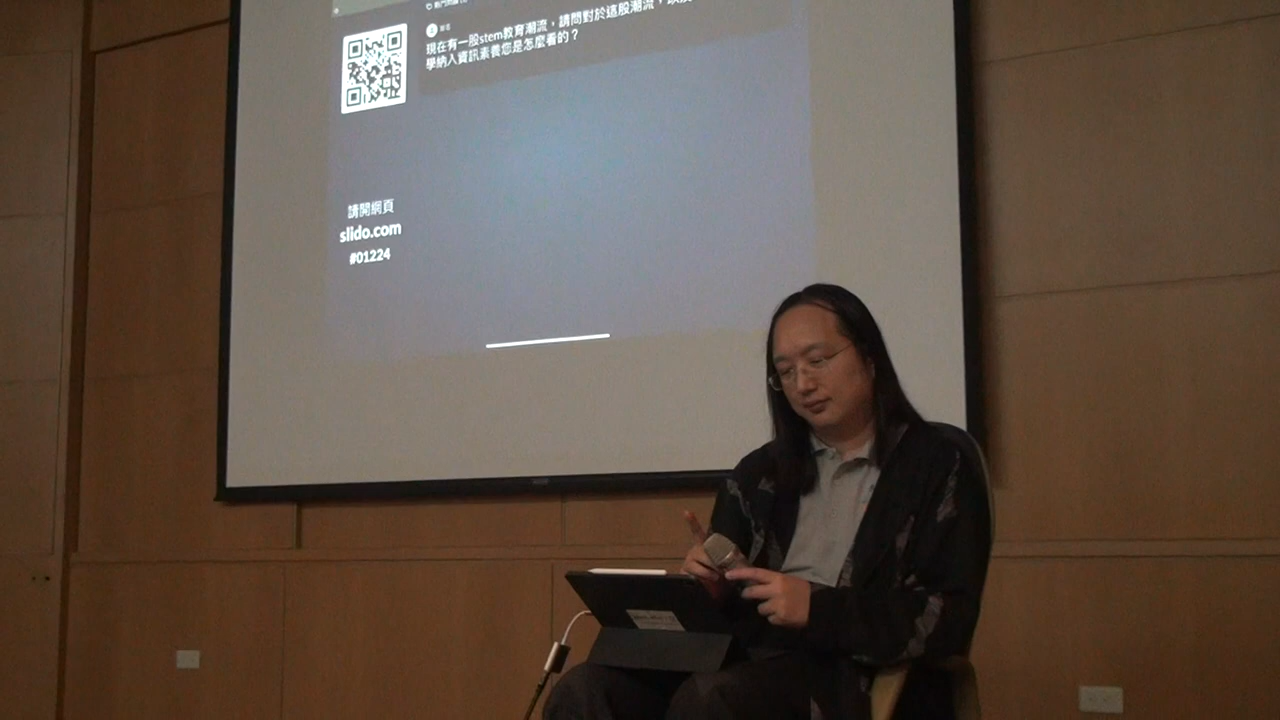 現在有一股stem教育潮流，請問對於這股潮流，
學納入資訊素養您是怎麼看的？
請開網頁
slido.com
#01224